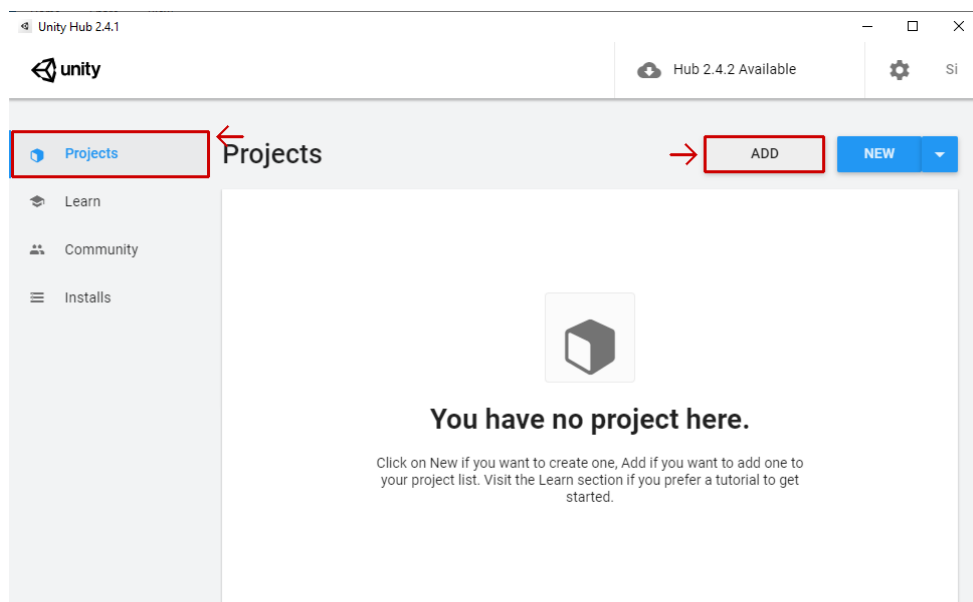 Unity Hub 2.4.1
unity
Hub 2.4.2 Available
Si
Projects
Projects
ADD
NEW
Learn
Community
Installs
You have no project here.
Click on New if you want to create one, Add if you want to add one to
your project list. Visit the Learn section if you prefer a tutorial to get
started.